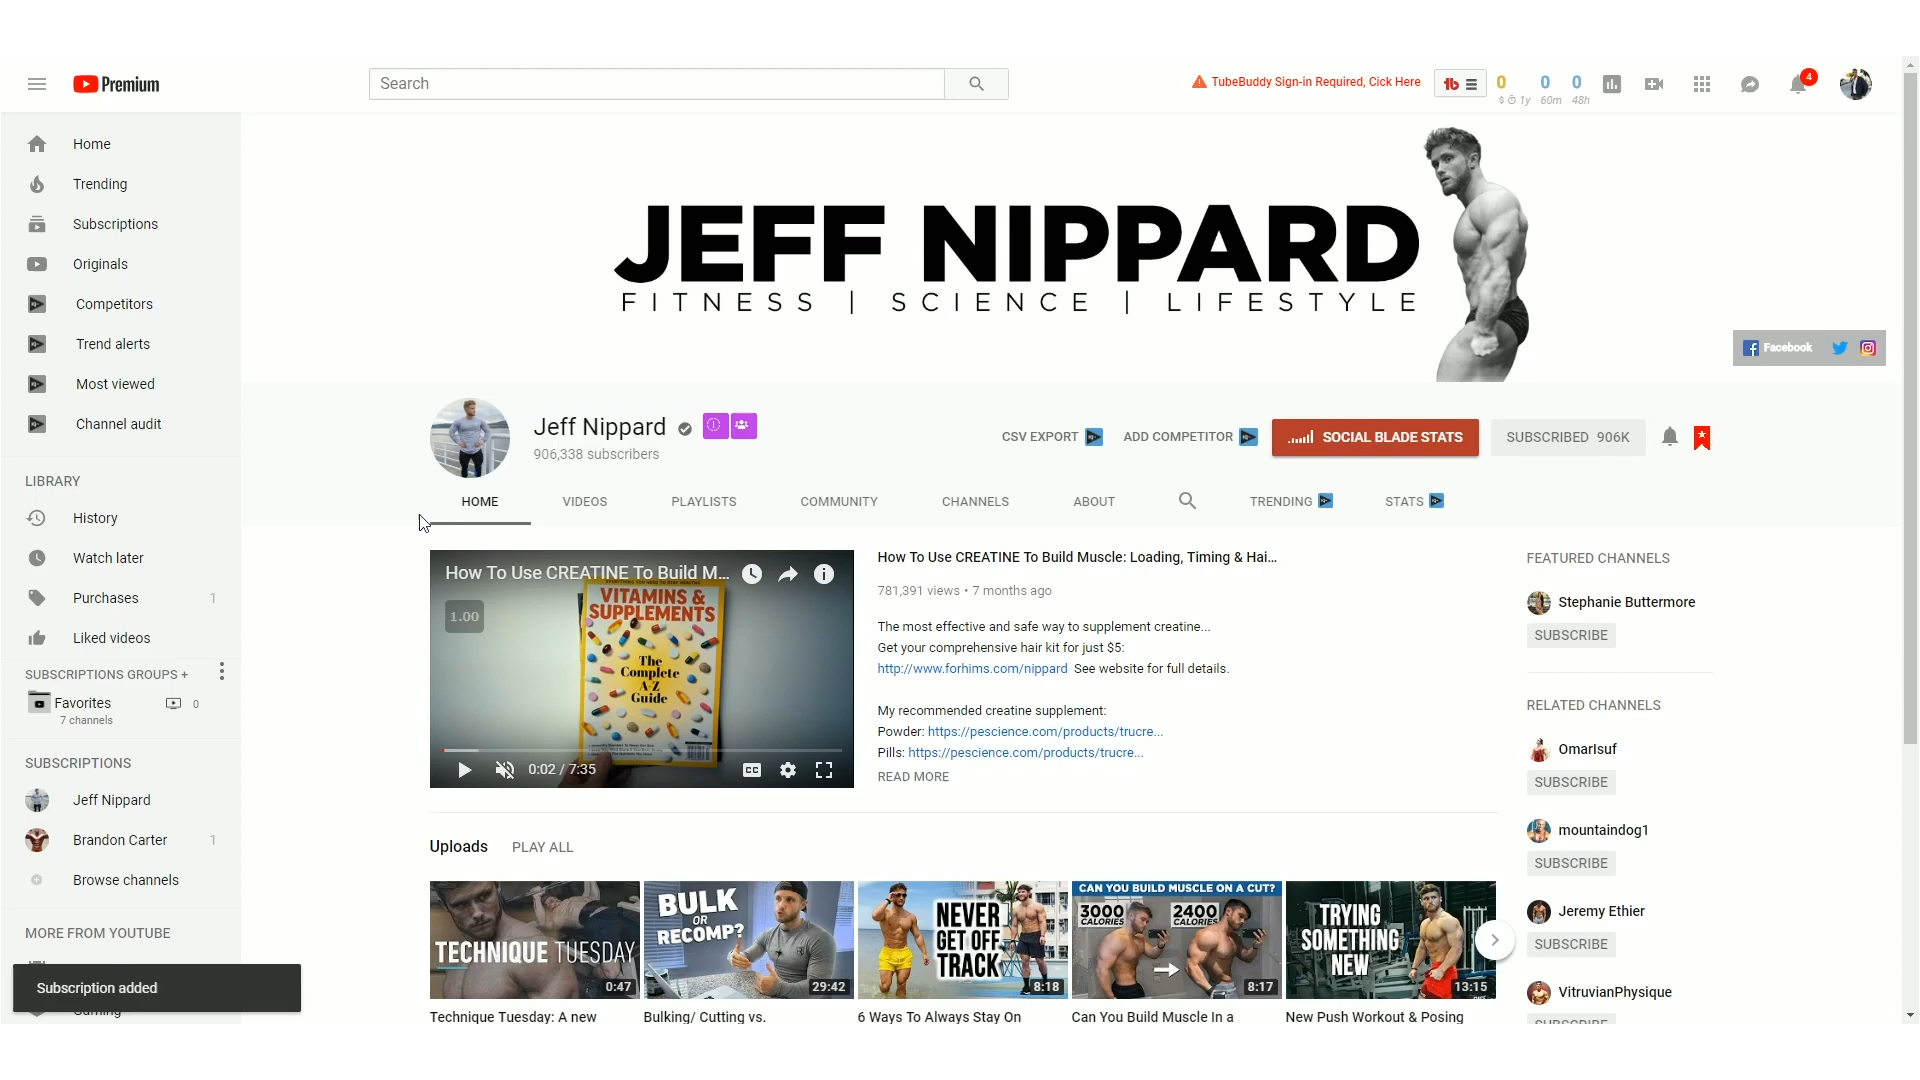 Premium
Search
TubeBuddy Sign-in Required, Cick Here
tb
0 0 0
$ 1y 60m 48h
4
Home
Trending
Subscriptions
Originals
Competitors
Trend alerts
Most viewed
Channel audit
LIBRARY
History
Watch later
Purchases 1
Liked videos
SUBSCRIPTIONS GROUPS +
Favorites 0
7 channels
SUBSCRIPTIONS
Jeff Nippard
Brandon Carter 1
Browse channels
MORE FROM YOUTUBE
Subscription added
Gaming
JEFF NIPPARD
FITNESS | SCIENCE | LIFESTYLE
Facebook
Jeff Nippard
906,338 subscribers
CSV EXPORT ADD COMPETITOR SOCIAL BLADE STATS SUBSCRIBED 906K
HOME VIDEOS PLAYLISTS COMMUNITY CHANNELS ABOUT TRENDING STATS
How To Use CREATINE To Build M...
1.00
VITAMINS &
SUPPLEMENTS
The
Complete
A-Z
Guide
0:02 / 7:35
CC
How To Use CREATINE To Build Muscle: Loading, Timing & Hai...
781,391 views • 7 months ago
The most effective and safe way to supplement creatine...
Get your comprehensive hair kit for just $5:
http://www.forhims.com/nippard See website for full details.
My recommended creatine supplement:
Powder: https://pescience.com/products/trucre...
Pills: https://pescience.com/products/trucre...
READ MORE
FEATURED CHANNELS
Stephanie Buttermore
SUBSCRIBE
RELATED CHANNELS
OmarIsuf
SUBSCRIBE
mountaindog1
SUBSCRIBE
Jeremy Ethier
SUBSCRIBE
VitruvianPhysique
SUBSCRIBE
Uploads PLAY ALL
TECHNIQUE TUESDAY
0:47
BULK
OR
RECOMP?
29:42
NEVER
GET OFF
TRACK
8:18
CAN YOU BUILD MUSCLE ON A CUT?
3000
CALORIES
2400
CALORIES
8:17
TRYING
SOMETHING
NEW
13:15
Technique Tuesday: A new
Bulking/ Cutting vs.
6 Ways To Always Stay On
Can You Build Muscle In a
New Push Workout & Posing